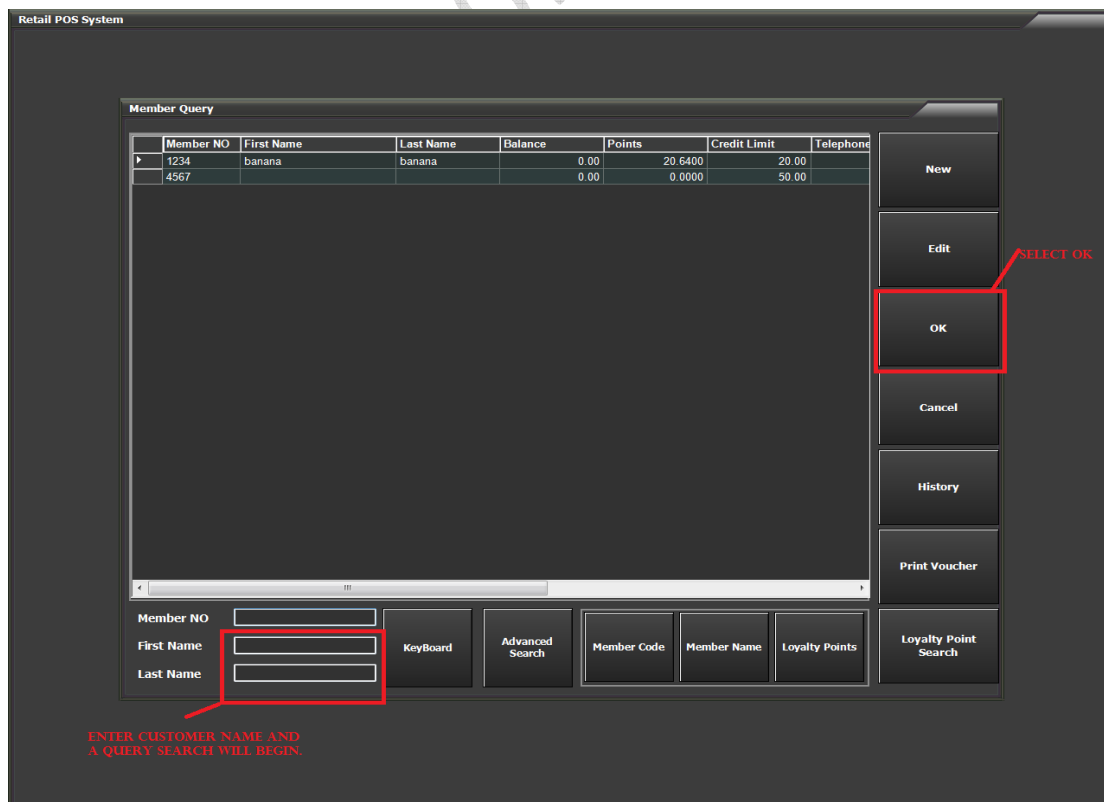 Retail POS System
Member Query
Member NO First Name Last Name Balance Points Credit Limit Telephone
1234 banana banana 0.00 20.6400 20.00
4567 0.00 0.0000 50.00
New
Edit
SELECT OK
OK
Cancel
History
Print Voucher
Loyalty Point
Search
Member NO
First Name
Last Name
KeyBoard
Advanced
Search
Member Code
Member Name
Loyalty Points
ENTER CUSTOMER NAME AND
A QUERY SEARCH WILL BEGIN.